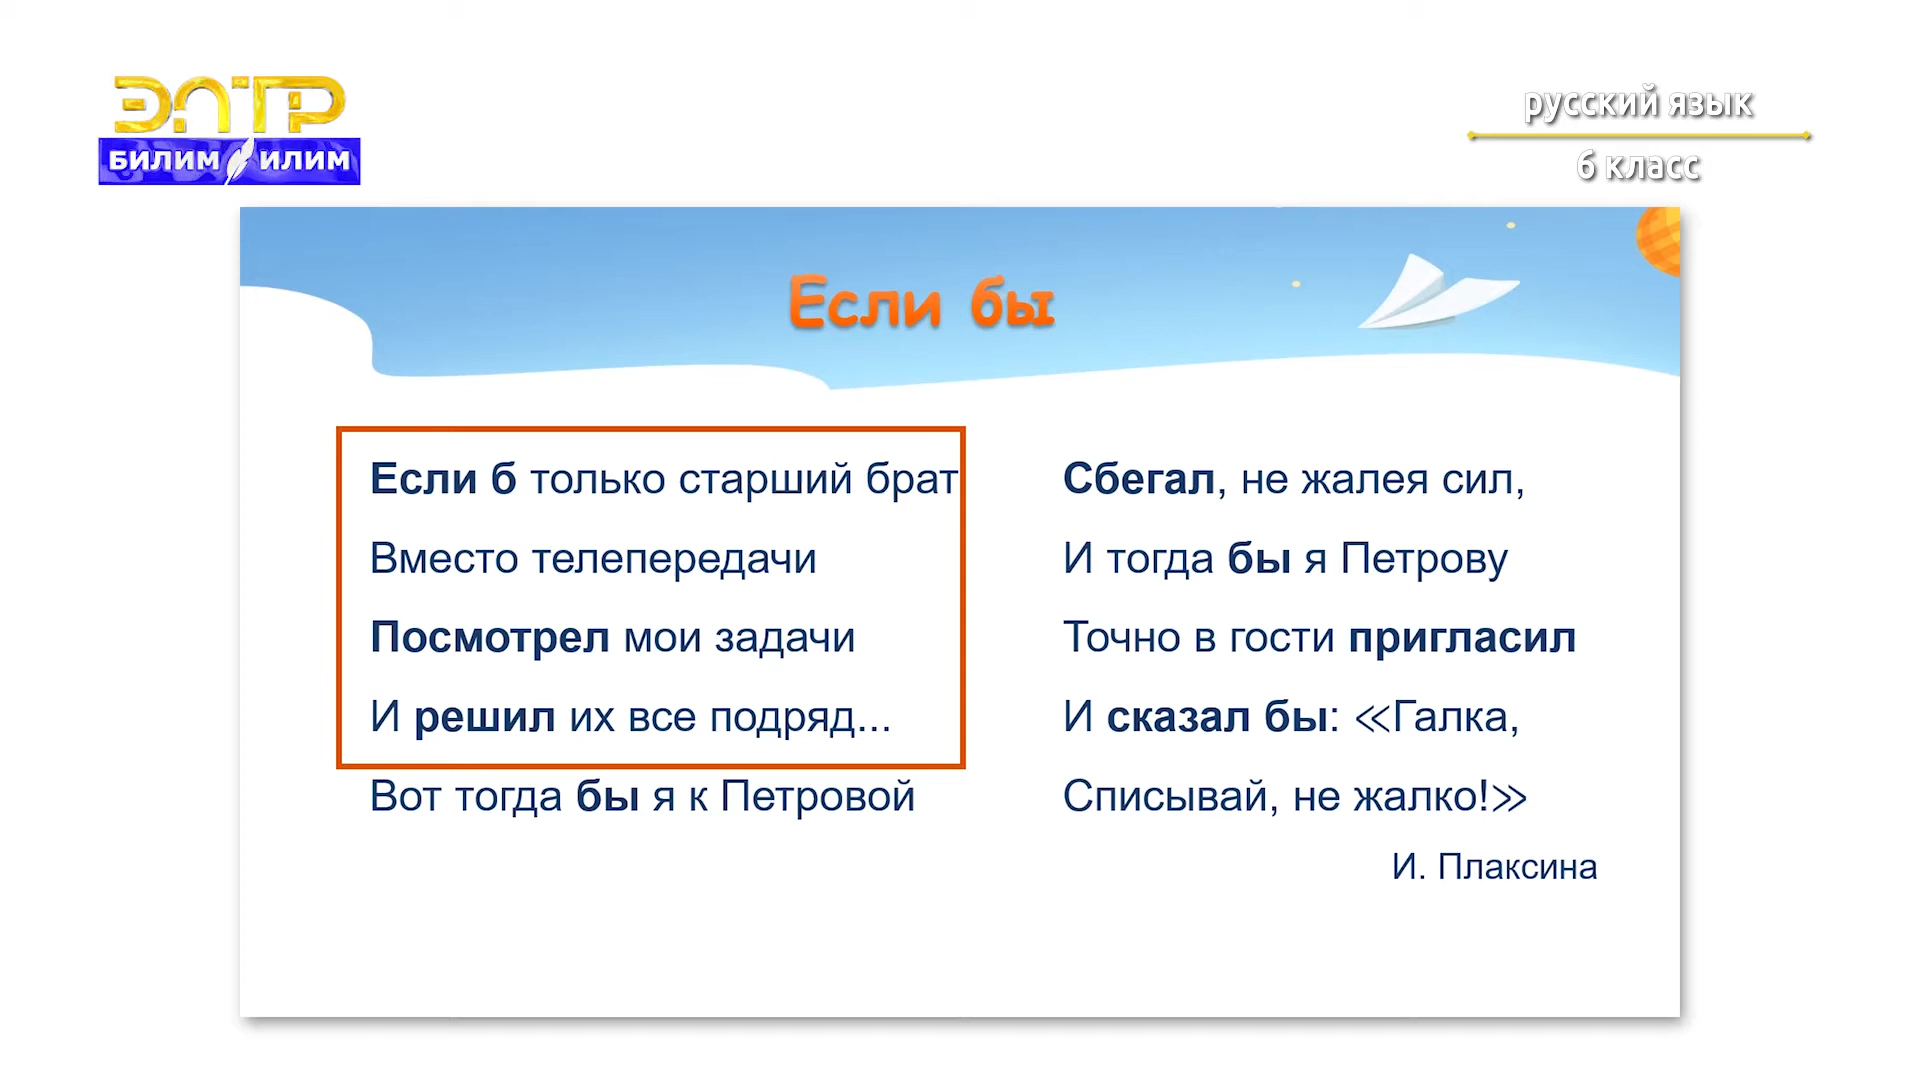 ЭЛТР
БИЛИМ ИЛИМ
русский язык
6 класс
Если бы
Если б только старший брат
Вместо телепередачи
Посмотрел мои задачи
И решил их все подряд...
Вот тогда бы я к Петровой
Сбегал, не жалея сил,
И тогда бы я Петрову
Точно в гости пригласил
И сказал бы: «Галка,
Списывай, не жалко!»
И. Плаксина